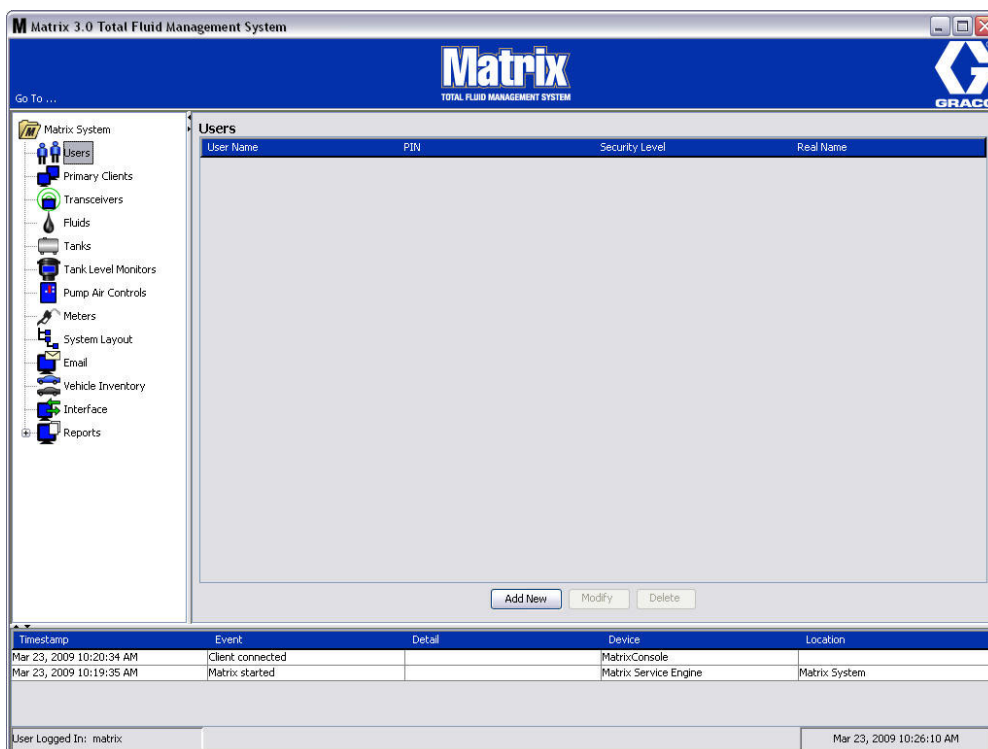 Matrix 3.0 Total Fluid Management System
Matrix
TOTAL FLUID MANAGEMENT SYSTEM
Go To ...
GRACO
Matrix System
Users
Primary Clients
Transceivers
Fluids
Tanks
Tank Level Monitors
Pump Air Controls
Meters
System Layout
Email
Vehicle Inventory
Interface
Reports
Users
User Name PIN Security Level Real Name
Add New Modify Delete
Timestamp Event Detail Device Location
Mar 23, 2009 10:20:34 AM Client connected MatrixConsole
Mar 23, 2009 10:19:35 AM Matrix started Matrix Service Engine Matrix System
User Logged In: matrix Mar 23, 2009 10:26:10 AM